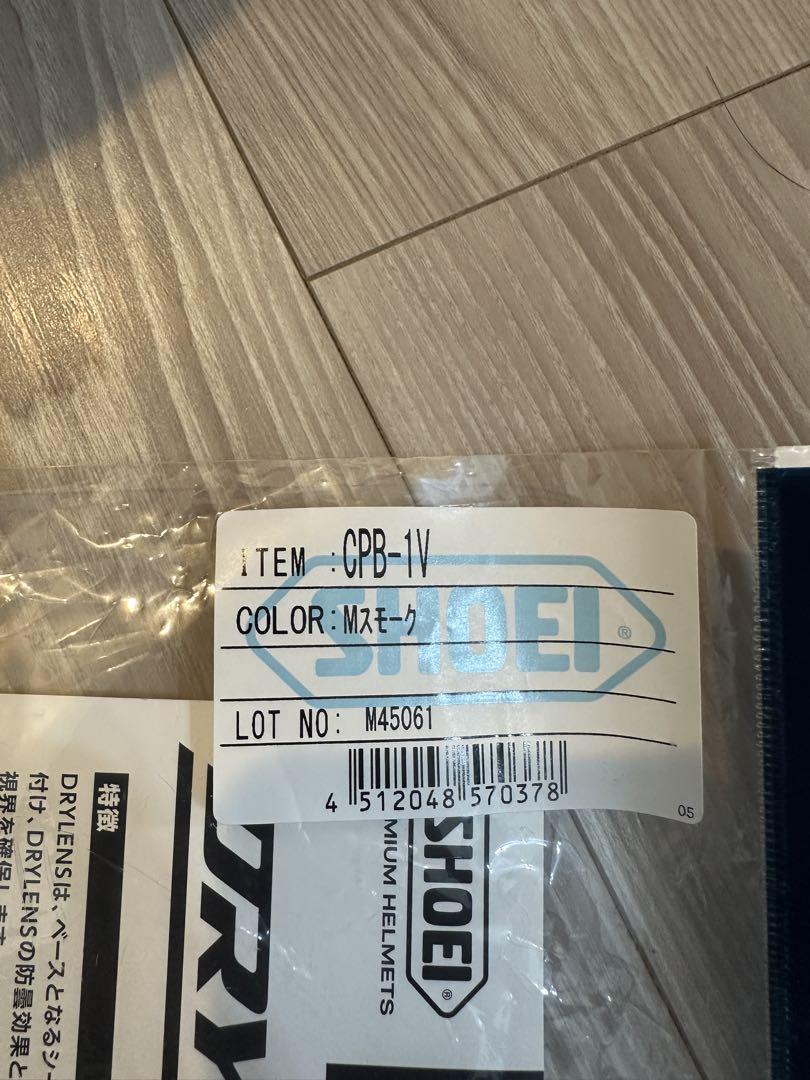 ITEM :CPB-1V
COLOR:Mスモーク
SHOEI®
LOT NO: M45061
4 512048 570378
05
特徴
DRYLENSは、ベースとなるシー
付け、DRYLENSの防曇効果と
視界を確保します
DRY
SHOEI®
MIUM HELMETS